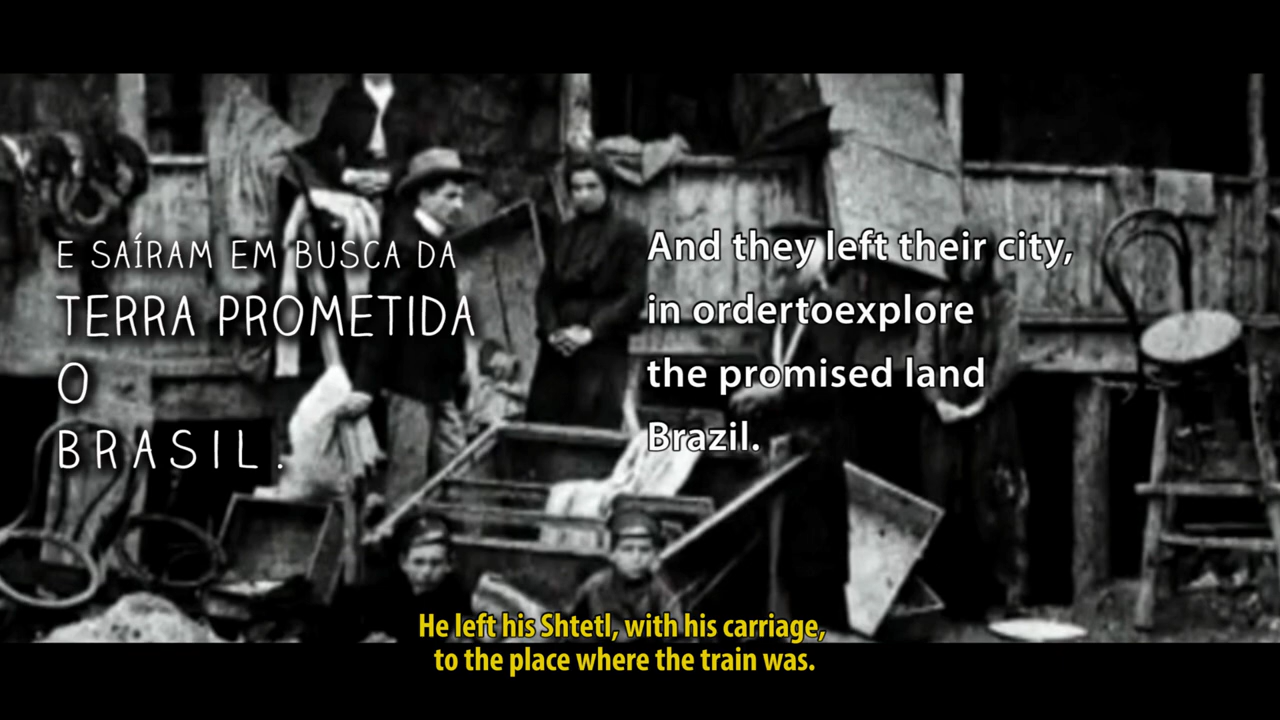 E SAÍRAM EM BUSCA DA
TERRA PROMETIDA
O
BRASIL.
And they left their city,
in ordertoexplore
the promised land
Brazil.
He left his Shtetl, with his carriage,
to the place where the train was.